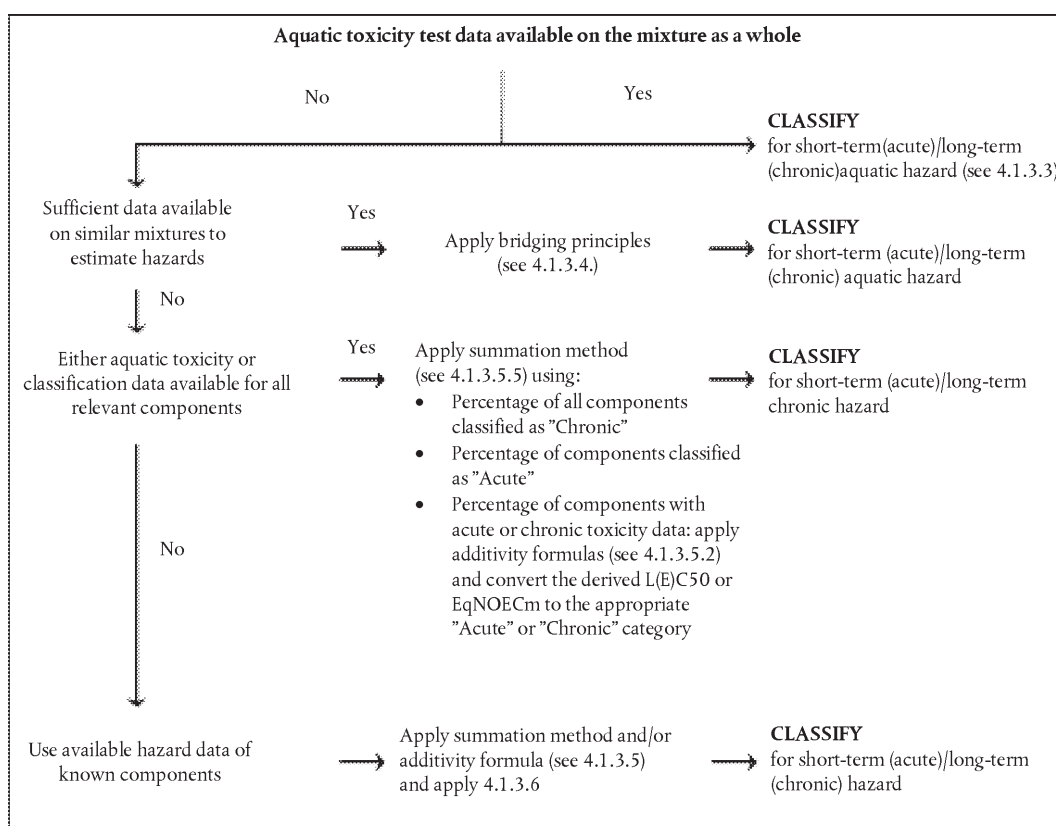 Aquatic toxicity test data available on the mixture as a whole
No
Yes
CLASSIFY
for short-term(acute)/long-term
(chronic)aquatic hazard (see 4.1.3.3)
Sufficient data available
on similar mixtures to
estimate hazards
Yes
Apply bridging principles
(see 4.1.3.4.)
CLASSIFY
for short-term (acute)/long-term
(chronic) aquatic hazard
No
Either aquatic toxicity or
classification data available for all
relevant components
Yes
Apply summation method
(see 4.1.3.5.5) using:
• Percentage of all components
classified as ”Chronic”
• Percentage of components classified
as ”Acute”
• Percentage of components with
acute or chronic toxicity data: apply
additivity formulas (see 4.1.3.5.2)
and convert the derived L(E)C50 or
EqNOECm to the appropriate
”Acute” or ”Chronic” category
CLASSIFY
for short-term (acute)/long-term
chronic hazard
No
Use available hazard data of
known components
Apply summation method and/or
additivity formula (see 4.1.3.5)
and apply 4.1.3.6
CLASSIFY
for short-term (acute)/long-term
(chronic) hazard